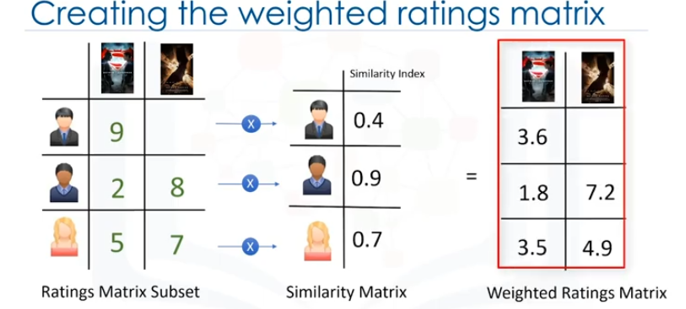 Creating the weighted ratings matrix
Similarity Index
9 X 0.4 3.6
2 8 X 0.9 = 1.8 7.2
5 7 X 0.7 3.5 4.9
Ratings Matrix Subset Similarity Matrix Weighted Ratings Matrix